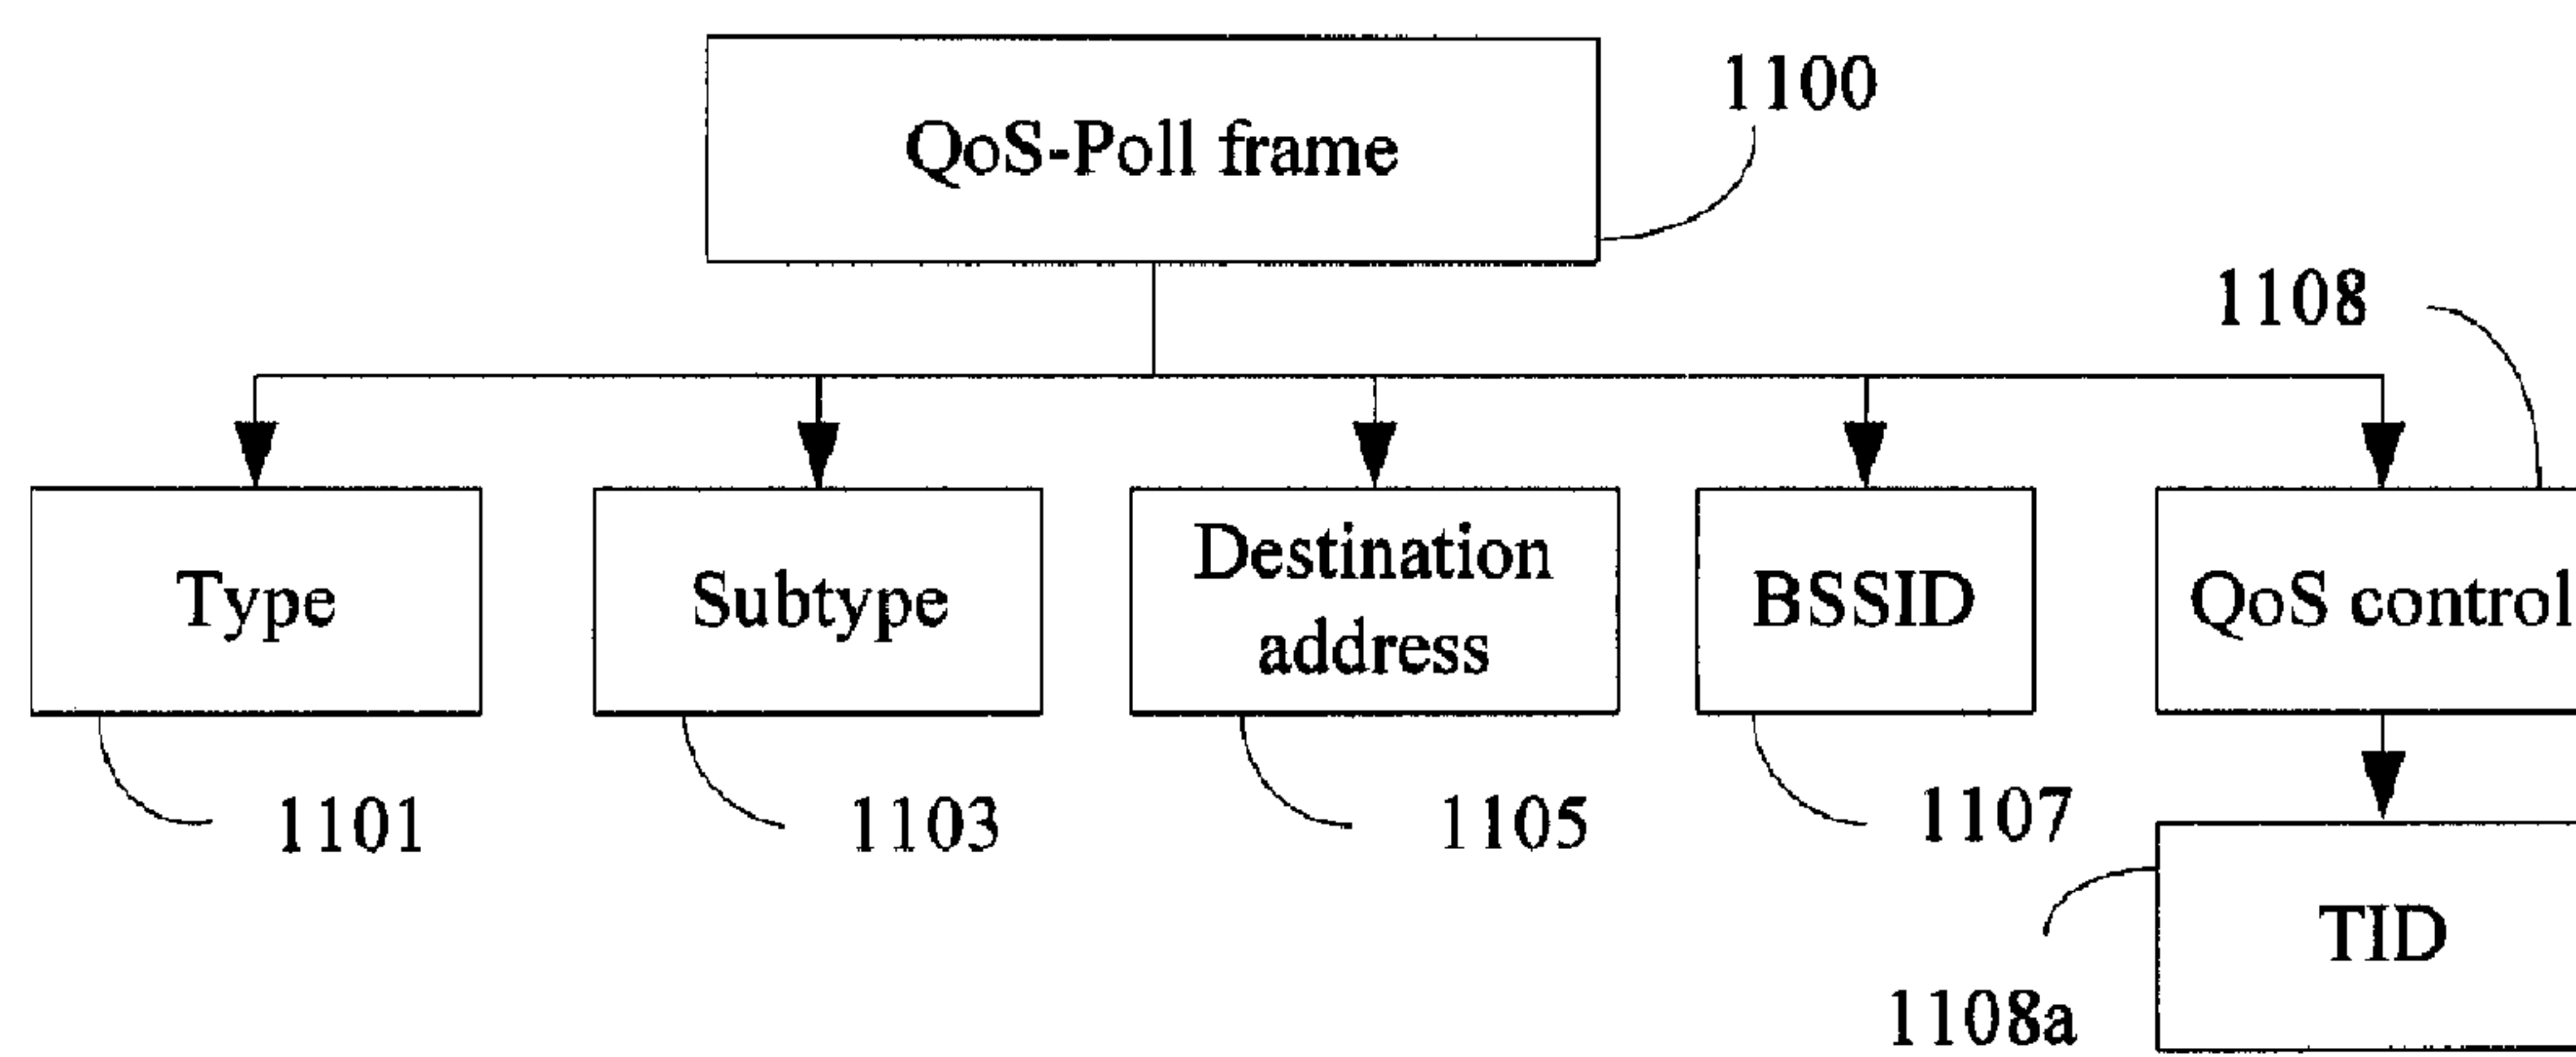 QoS-Poll frame
1100
1108
Type
Subtype
Destination
address
BSSID
QoS control
1101
1103
1105
1107
TID
1108a